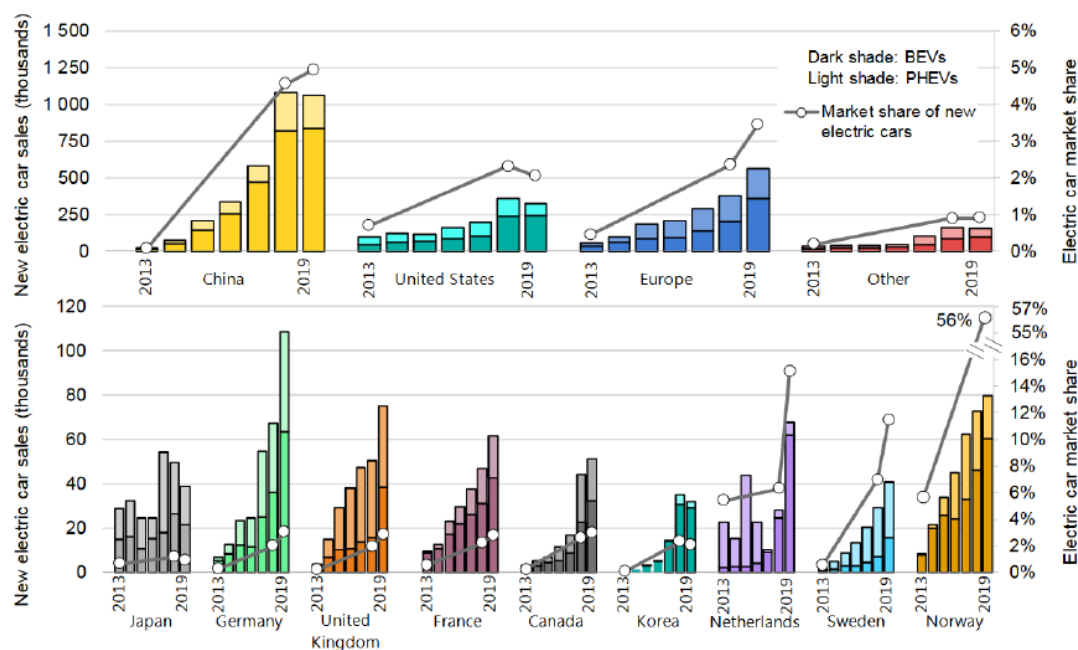 New electric car sales (thousands)
1 500
1 250
1 000
750
500
250
0
6%
5%
4%
3%
2%
1%
0%
Electric car market share
Dark shade: BEVs
Light shade: PHEVs
Market share of new
electric cars
2013 2019 2013 2019 2013 2019 2013 2019
China United States Europe Other
New electric car sales (thousands)
120
100
80
60
40
20
0
57%
55%
16%
14%
12%
10%
8%
6%
4%
2%
0%
Electric car market share
56%
2013 2019 2013 2019 2013 2019 2013 2019 2013 2019 2013 2019 2013 2019 2013 2019 2013 2019
Japan Germany United Kingdom France Canada Korea Netherlands Sweden Norway